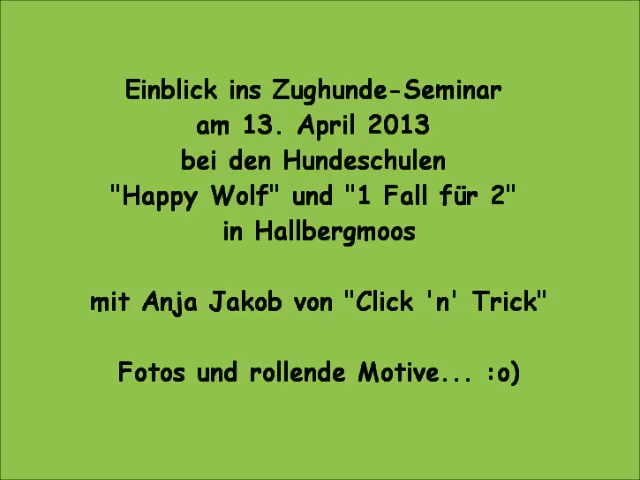 Einblick ins Zughunde-Seminar
am 13. April 2013
bei den Hundeschulen
"Happy Wolf" und "1 Fall für 2"
in Hallbergmoos
mit Anja Jakob von "Click 'n' Trick"
Fotos und rollende Motive... :o)